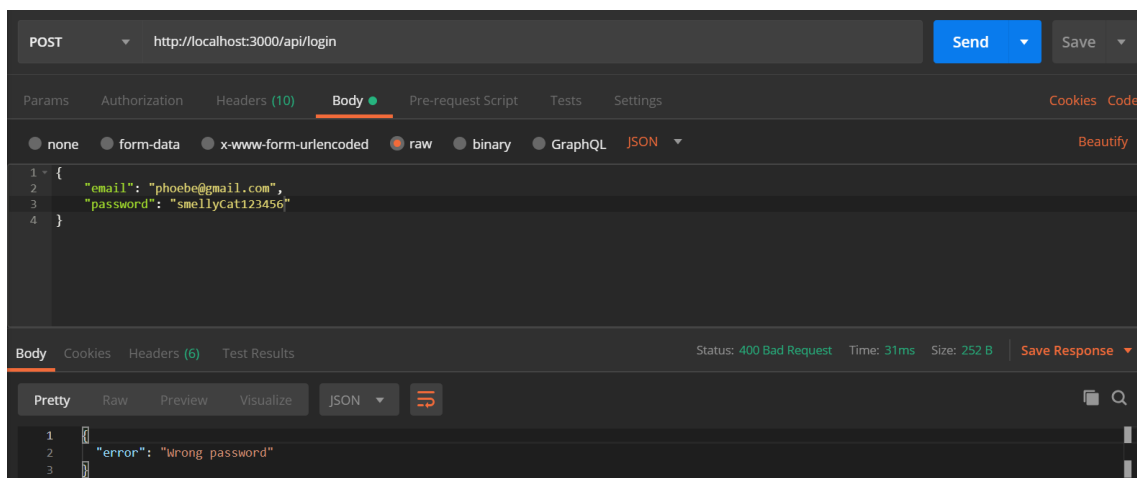 POST http://localhost:3000/api/login Send Save
Params Authorization Headers (10) Body Pre-request Script Tests Settings Cookies Code
none form-data x-www-form-urlencoded raw binary GraphQL JSON Beautify
1 {
2 "email": "phoebe@gmail.com",
3 "password": "smellyCat123456"
4 }
Body Cookies Headers (6) Test Results Status: 400 Bad Request Time: 31ms Size: 252 B Save Response
Pretty Raw Preview Visualize JSON
1 {
2 "error": "Wrong password"
3 }